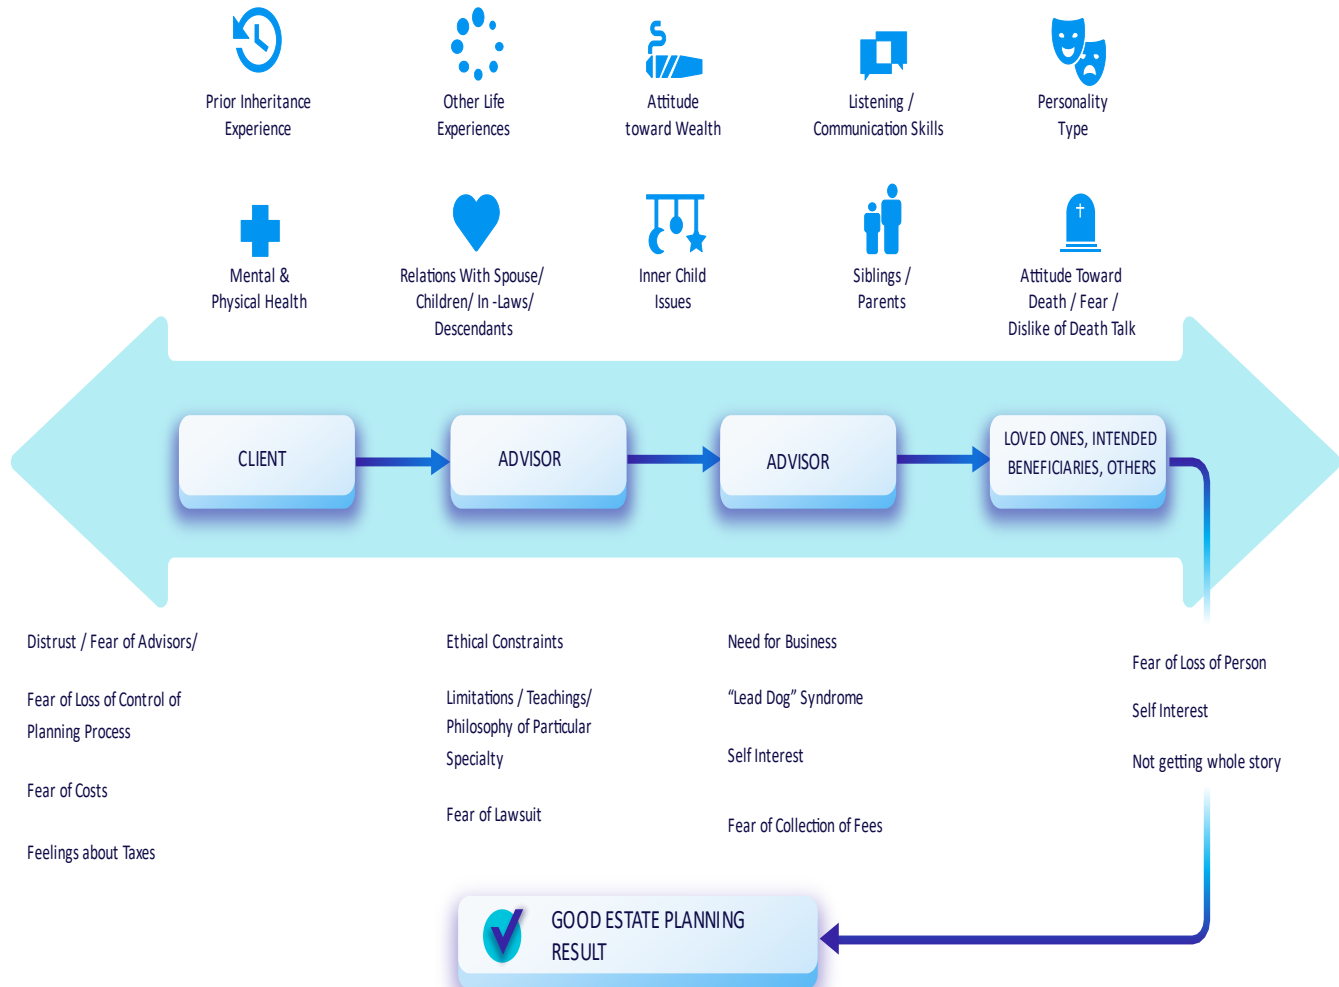 Prior Inheritance
Experience
Other Life
Experiences
Attitude
toward Wealth
Listening /
Communication Skills
Personality
Type
Mental &
Physical Health
Relations With Spouse/
Children/ In -Laws/
Descendants
Inner Child
Issues
Siblings /
Parents
Attitude Toward
Death / Fear /
Dislike of Death Talk
CLIENT
ADVISOR
ADVISOR
LOVED ONES, INTENDED
BENEFICIARIES, OTHERS
Distrust / Fear of Advisors/
Fear of Loss of Control of
Planning Process
Fear of Costs
Feelings about Taxes
Ethical Constraints
Limitations / Teachings/
Philosophy of Particular
Specialty
Fear of Lawsuit
Need for Business
“Lead Dog” Syndrome
Self Interest
Fear of Collection of Fees
Fear of Loss of Person
Self Interest
Not getting whole story
GOOD ESTATE PLANNING
RESULT